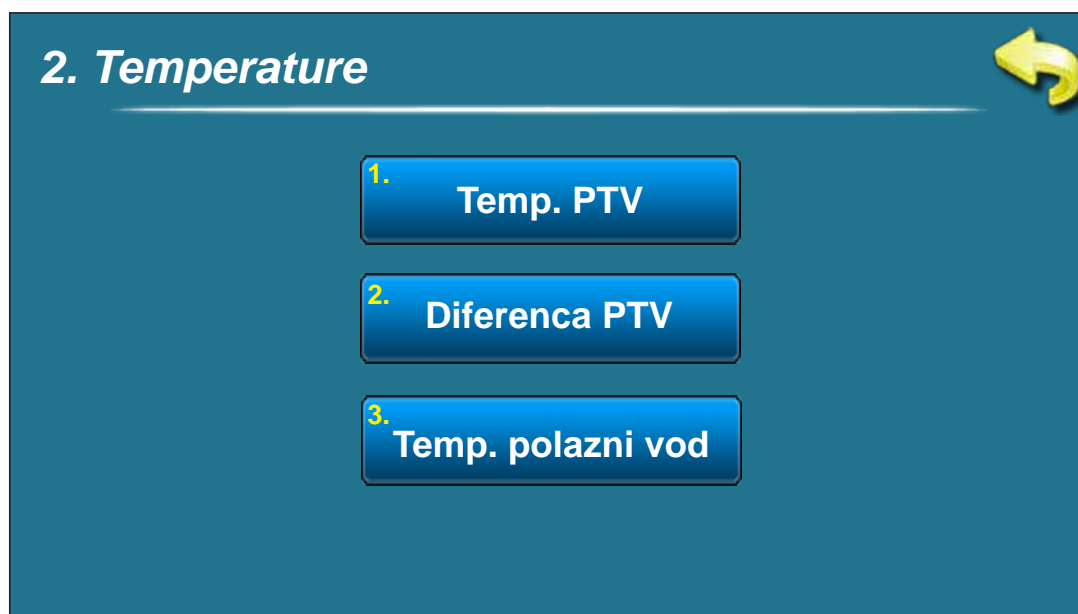 2. Temperature
1.
Temp. PTV
2.
Diferenca PTV
3.
Temp. polazni vod